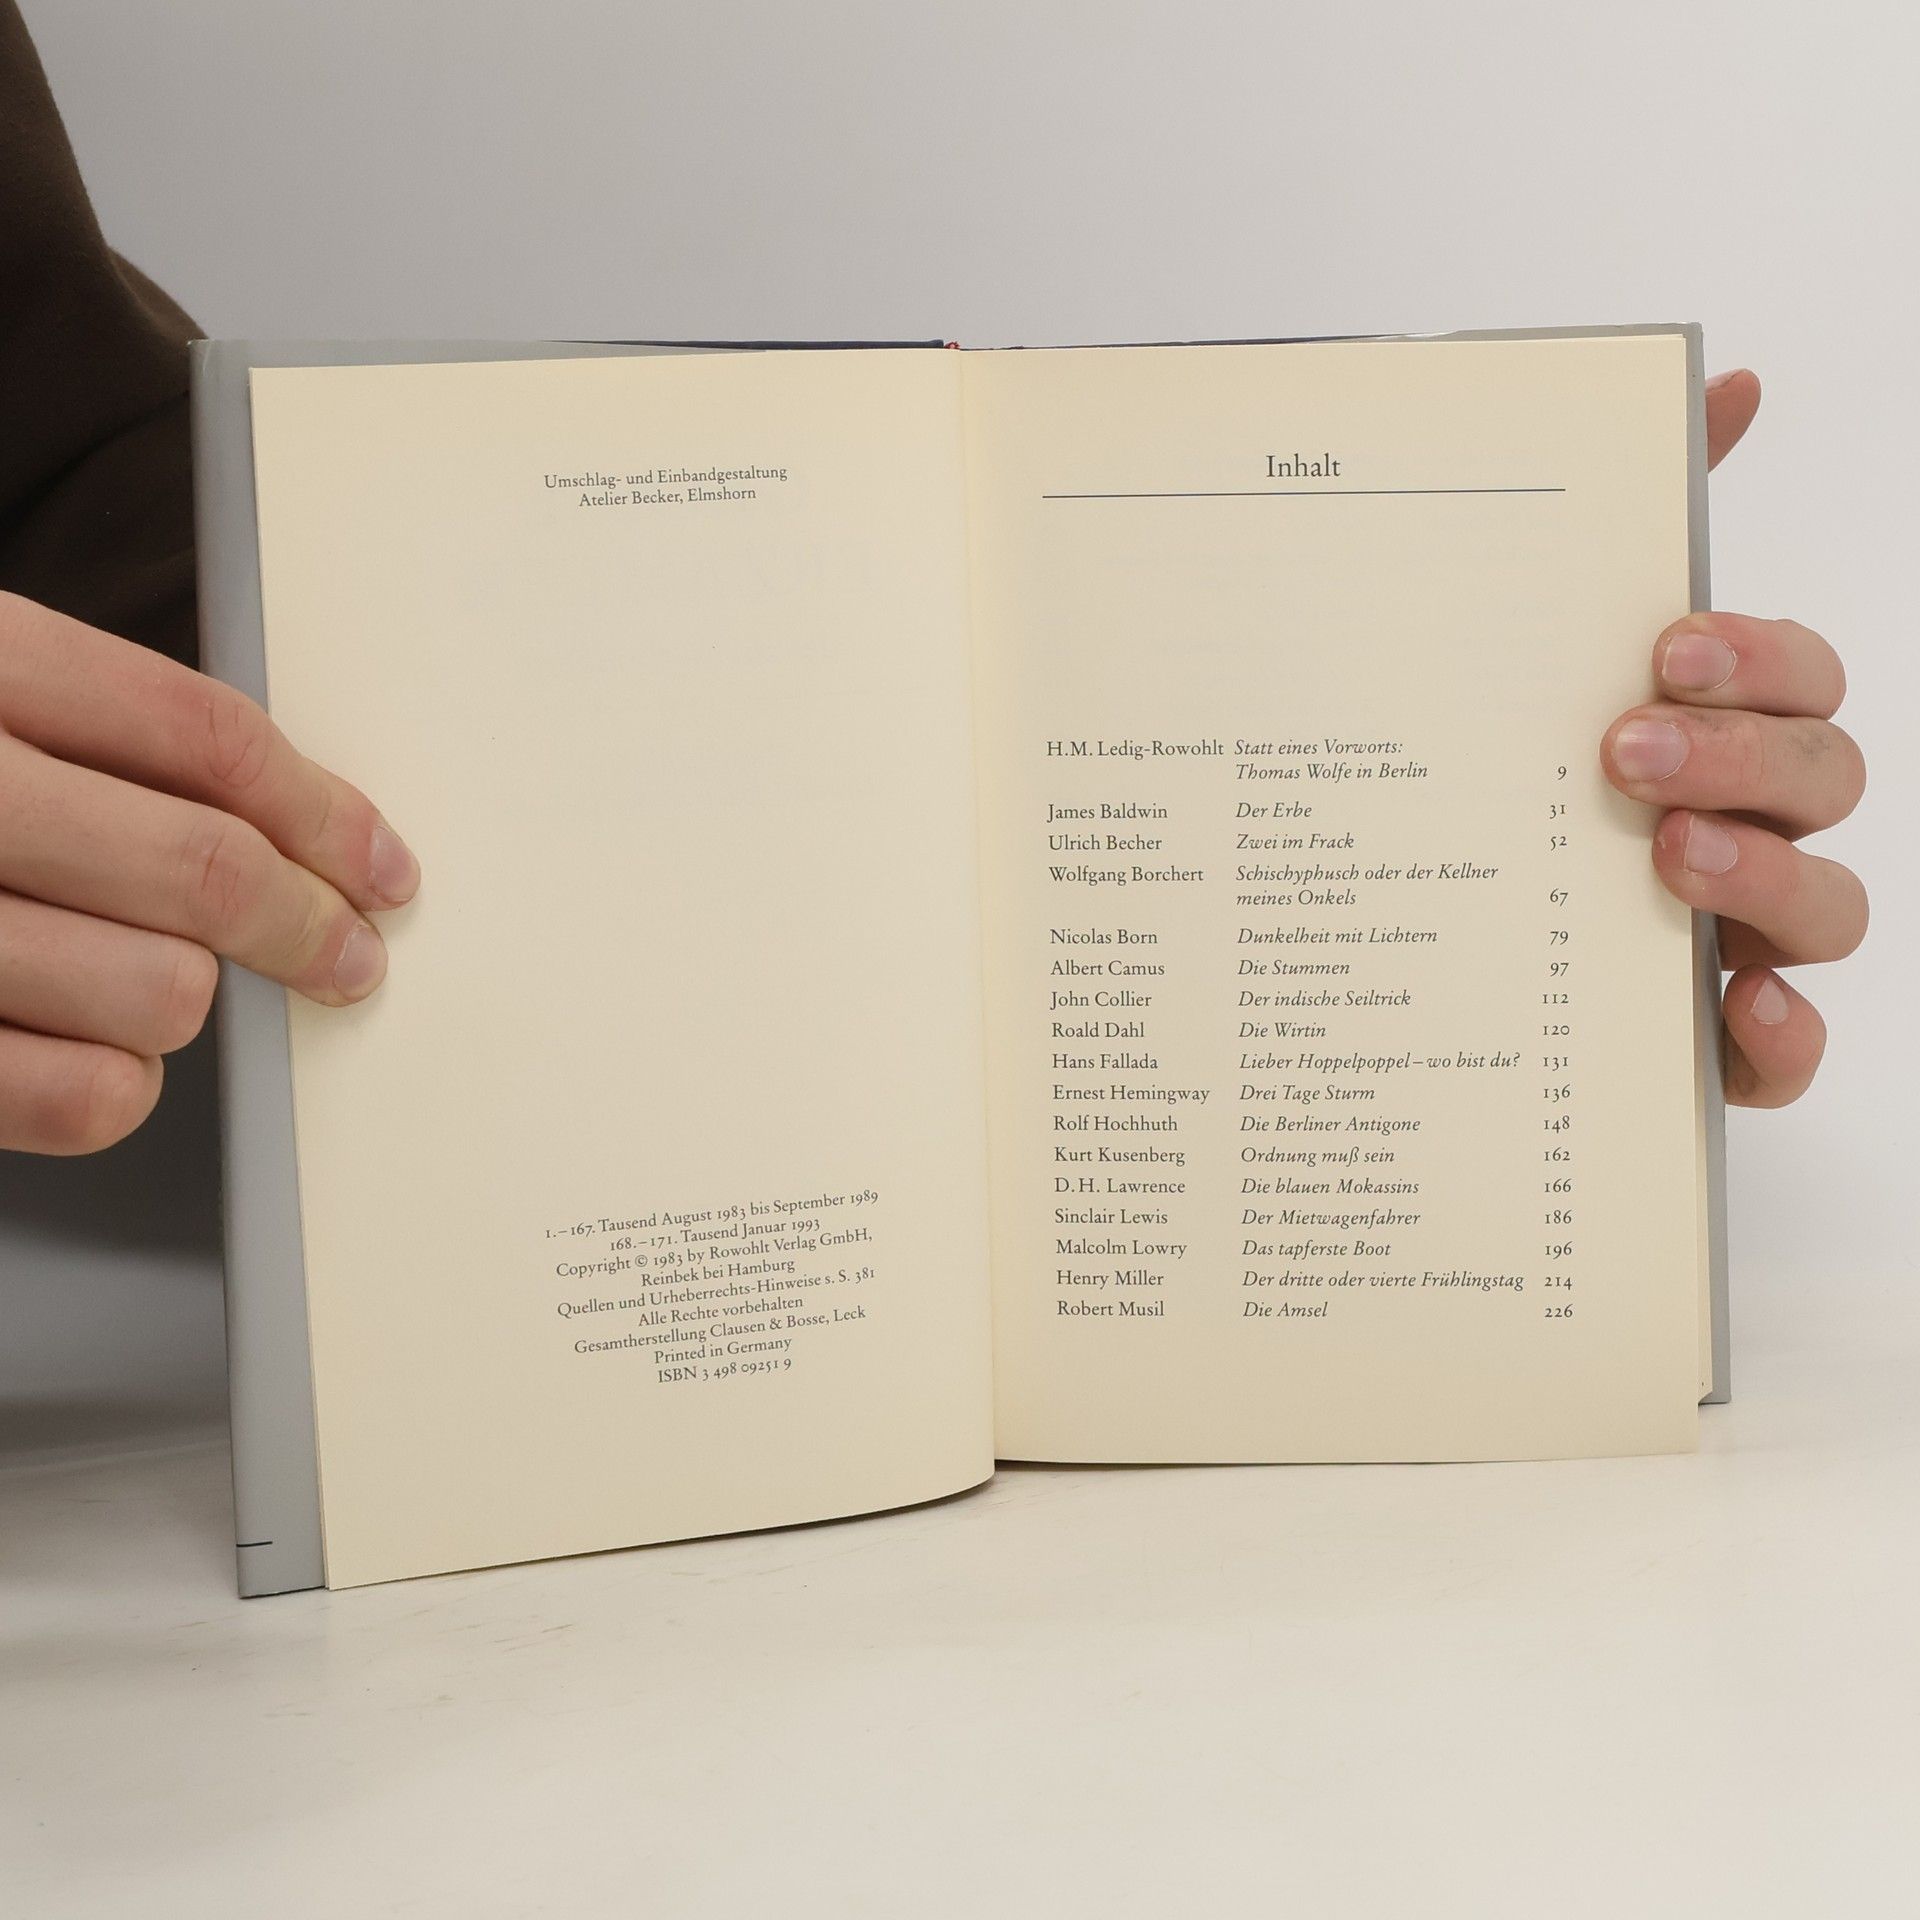 Umschlag- und Einbandgestaltung
Atelier Becker, Elmshorn
1.–167. Tausend August 1983 bis September 1989
168.–171. Tausend Januar 1993
Copyright © 1983 by Rowohlt Verlag GmbH,
Reinbek bei Hamburg
Quellen und Urheberrechts-Hinweise s. S. 381
Alle Rechte vorbehalten
Gesamtherstellung Clausen & Bosse, Leck
Printed in Germany
ISBN 3 498 09251 9
Inhalt
H.M. Ledig-Rowohlt Statt eines Vorworts:
Thomas Wolfe in Berlin 9
James Baldwin Der Erbe 31
Ulrich Becher Zwei im Frack 52
Wolfgang Borchert Schischyphusch oder der Kellner
meines Onkels 67
Nicolas Born Dunkelheit mit Lichtern 79
Albert Camus Die Stummen 97
John Collier Der indische Seiltrick 112
Roald Dahl Die Wirtin 120
Hans Fallada Lieber Hoppelpoppel – wo bist du? 131
Ernest Hemingway Drei Tage Sturm 136
Rolf Hochhuth Die Berliner Antigone 148
Kurt Kusenberg Ordnung muß sein 162
D.H. Lawrence Die blauen Mokassins 166
Sinclair Lewis Der Mietwagenfahrer 186
Malcolm Lowry Das tapferste Boot 196
Henry Miller Der dritte oder vierte Frühlingstag 214
Robert Musil Die Amsel 226